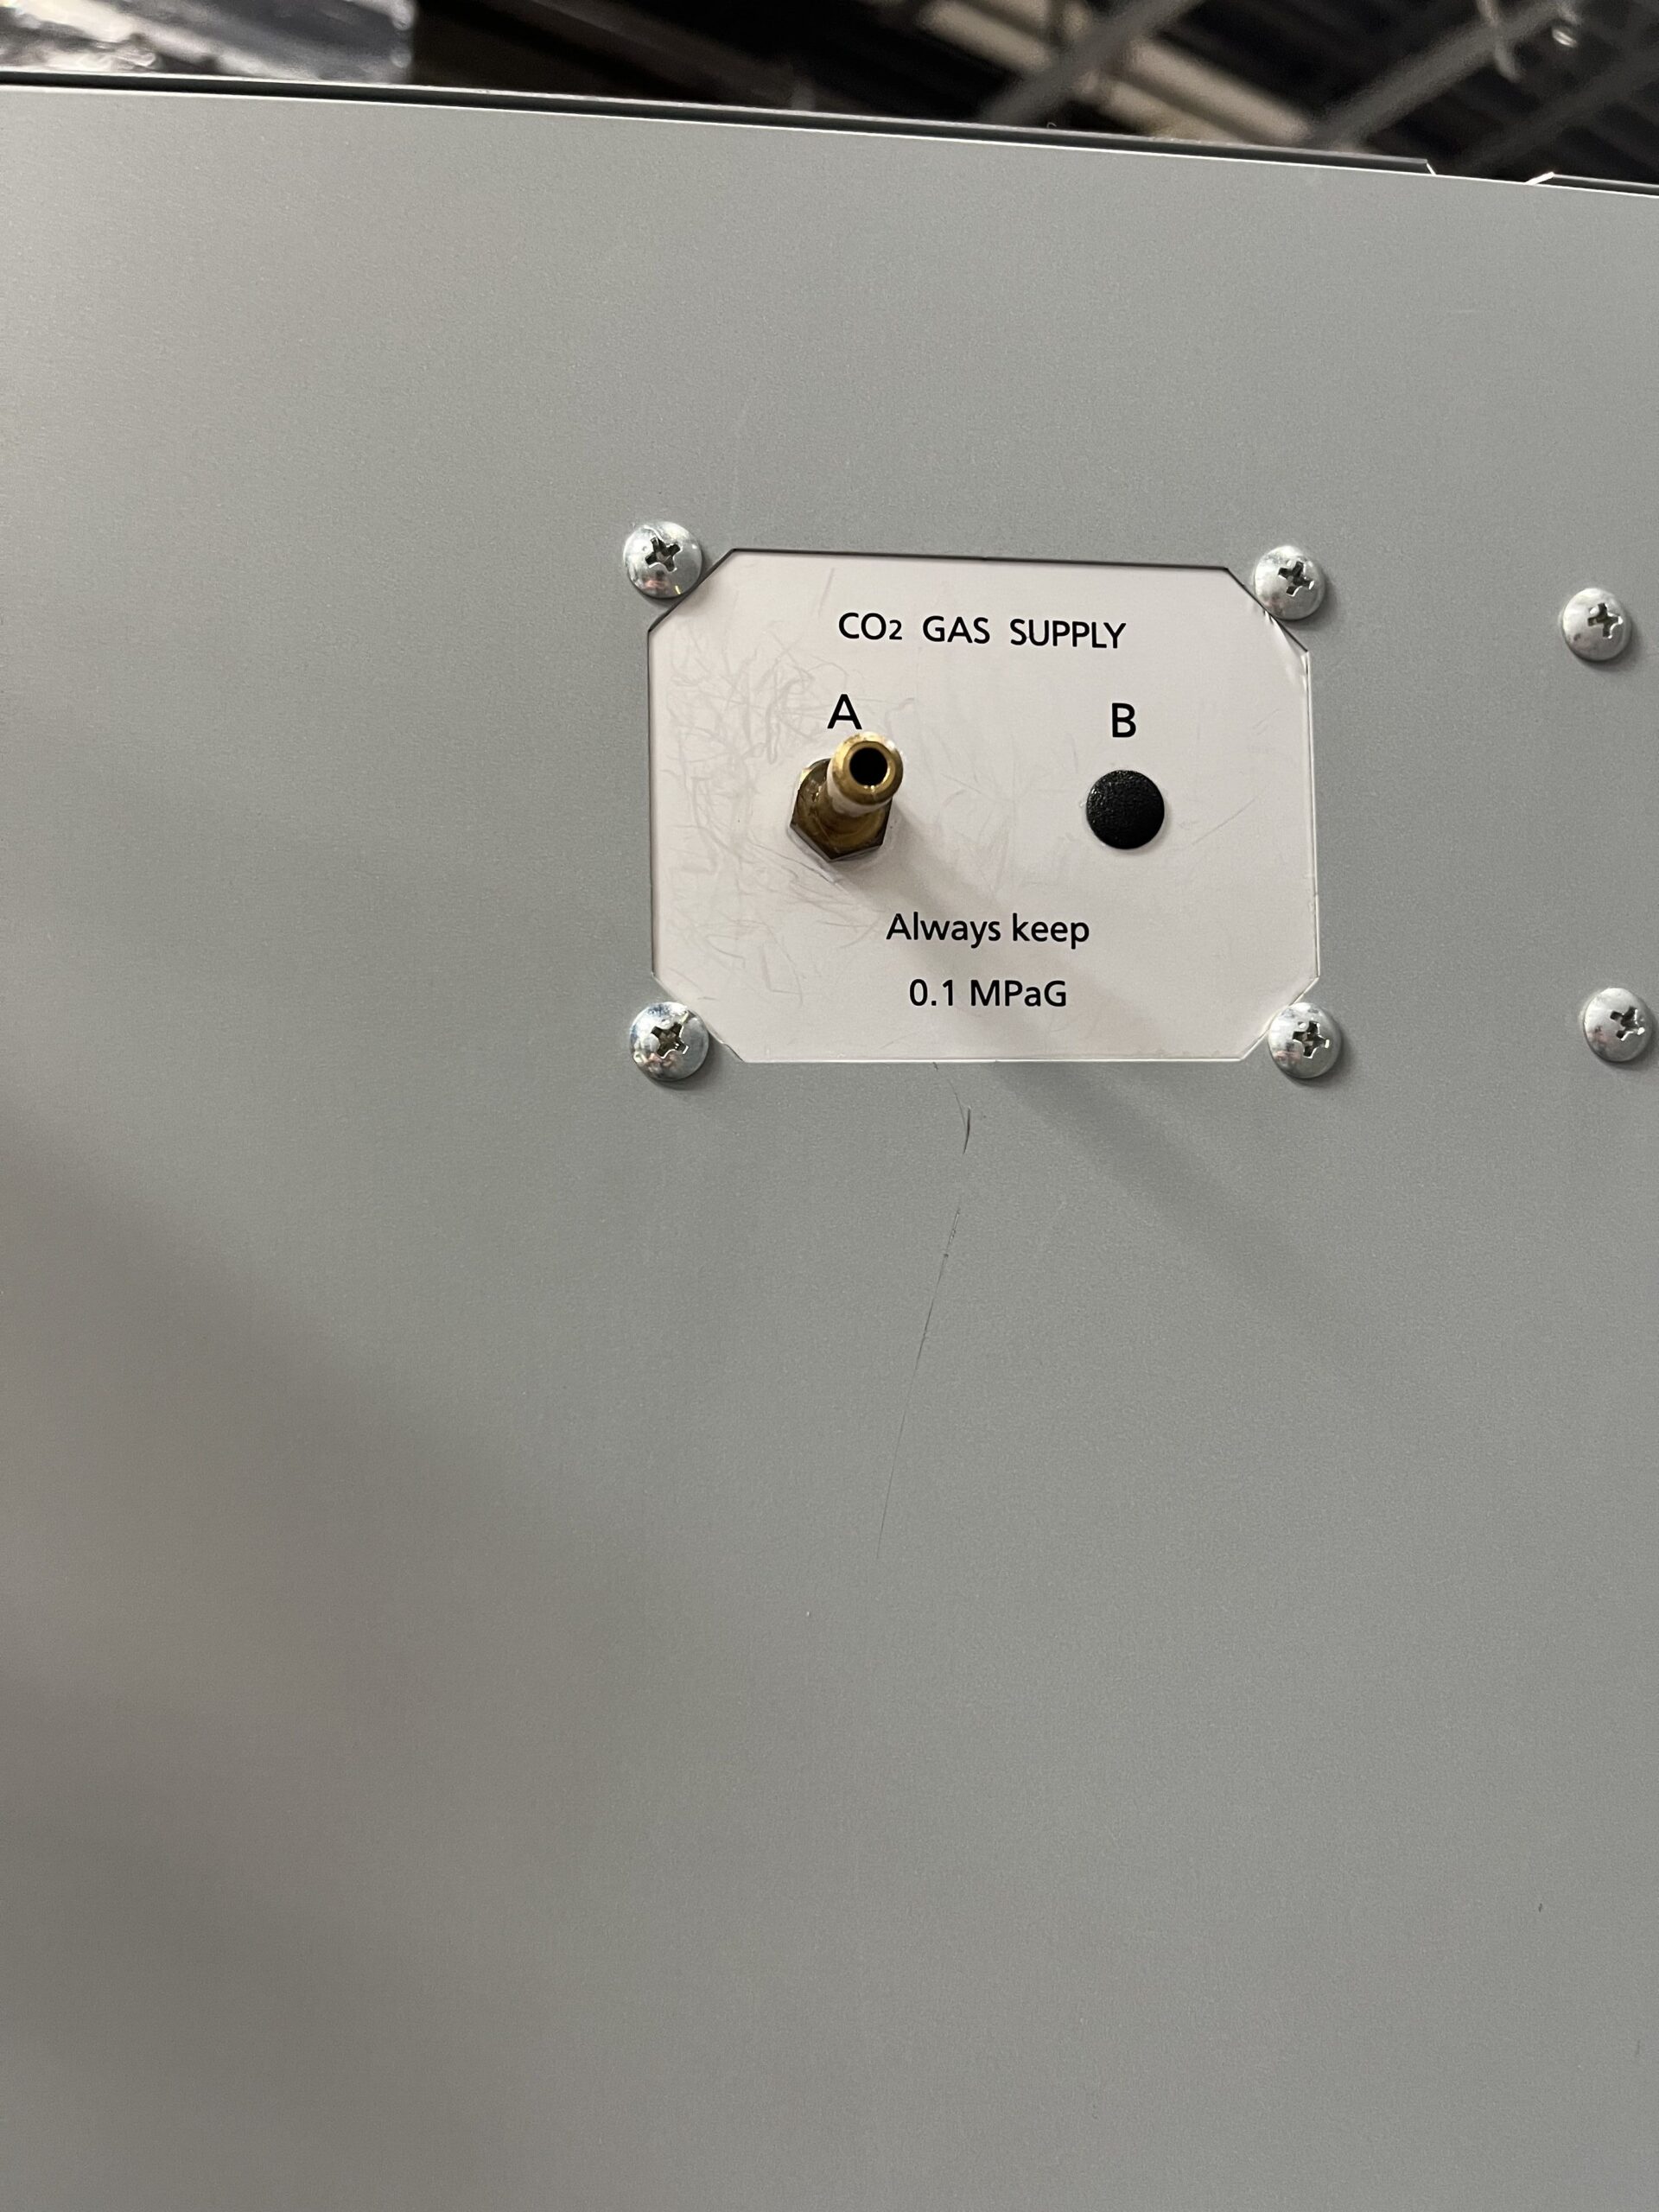 CO2 GAS SUPPLY
A B
Always keep
0.1 MPaG